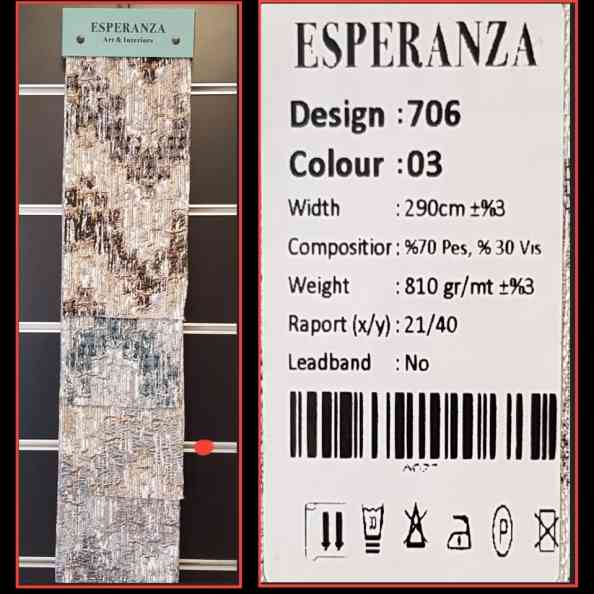 ESPERANZA
Art & Interiors
ESPERANZA
Design :706
Colour :03
Width :290cm ±%3
Compositior: %70 Pes, % 30 Vis
Weight :810 gr/mt ±%3
Raport (x/y) :21/40
Leadband :No
P